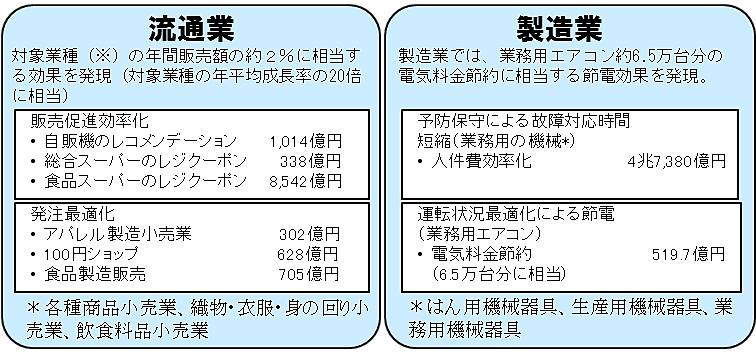 流通業
対象業種（※）の年間販売額の約２％に相当す
る効果を発現（対象業種の年平均成長率の20倍
に相当）
販売促進効率化
・自販機のレコメンデーション 1,014億円
・総合スーパーのレジクーポン 338億円
・食品スーパーのレジクーポン 8,542億円
発注最適化
・アパレル製造小売業 302億円
・100円ショップ 628億円
・食品製造販売 705億円
＊各種商品小売業、織物・衣服・身の回り小
売業、飲食料品小売業
製造業
製造業では、業務用エアコン約6.5万台分の
電気料金節約に相当する節電効果を発現。
予防保守による故障対応時間
短縮（業務用の機械*）
・人件費効率化 4兆7,380億円
運転状況最適化による節電
（業務用エアコン）
・電気料金節約 519.7億円
（6.5万台分に相当）
＊はん用機械器具、生産用機械器具、業
務用機械器具